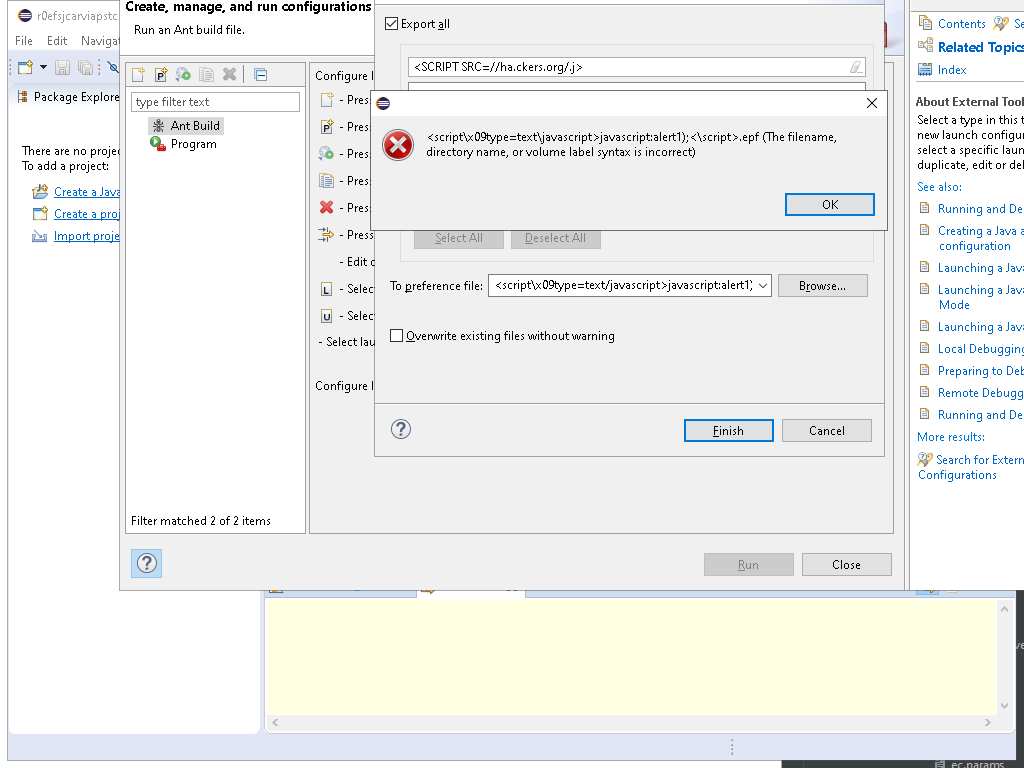 r0efsjcarviapstc
File Edit Navigat
Package Explore
There are no proje
To add a project:
Create a Java
Create a proj
Import proje
Create, manage, and run configurations
Run an Ant build file.
type filter text
Ant Build
Program
Filter matched 2 of 2 items
Configure l
- Pres
- Pres
- Pres
- Pres
- Pres
- Pres
- Edit c
- Selec
- Selec
- Select lau
Configure l
Export all
<SCRIPT SRC=//ha.ckers.org/.j>
<script\x09type=text\javascript>javascript:alert1);<\script>.epf (The filename,
directory name, or volume label syntax is incorrect)
OK
Select All Deselect All
To preference file: <script\x09type=text/javascript>javascript:alert1) Browse...
Overwrite existing files without warning
Finish Cancel
Run Close
Contents Se
Related Topics
Index
About External Tool
Select a type in this t
new launch configur
select a specific laun
duplicate, edit or del
See also:
Running and De
Creating a Java a
configuration
Launching a Java
Launching a Java
Mode
Launching a Java
Local Debugging
Preparing to Deb
Remote Debugg
Running and De
More results:
Search for Extern
Configurations
ec.params